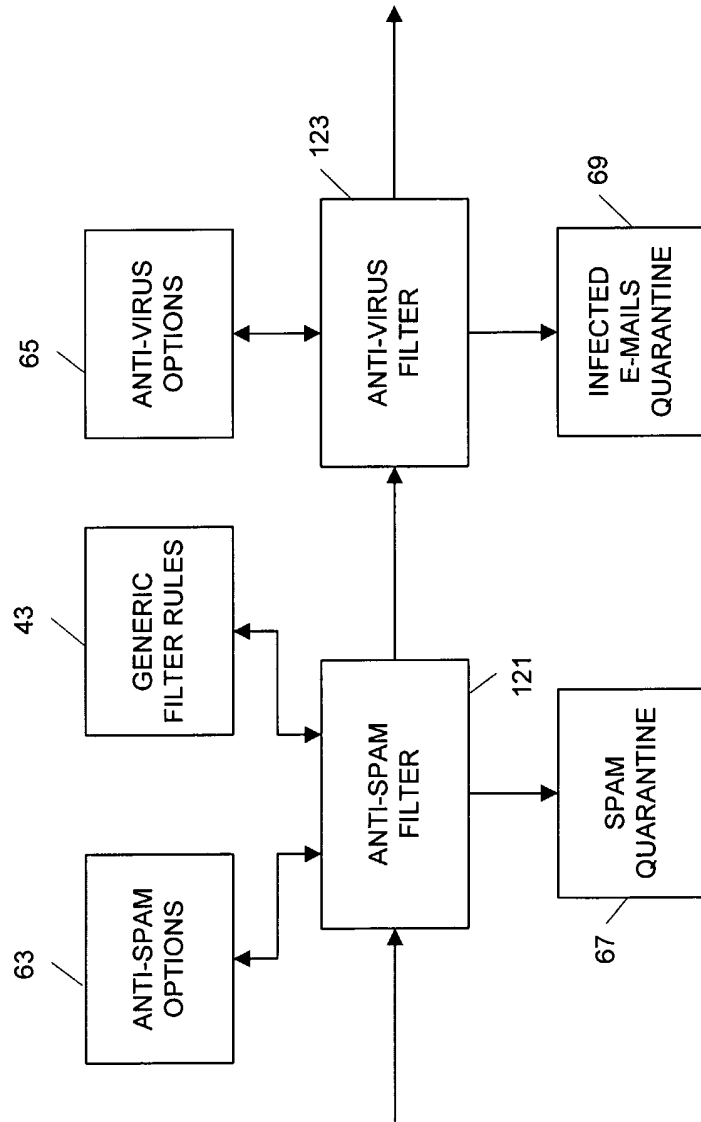 63
ANTI-SPAM
OPTIONS
43
GENERIC
FILTER RULES
65
ANTI-VIRUS
OPTIONS
ANTI-SPAM
FILTER
121
ANTI-VIRUS
FILTER
123
SPAM
QUARANTINE
67
INFECTED
E-MAILS
QUARANTINE
69